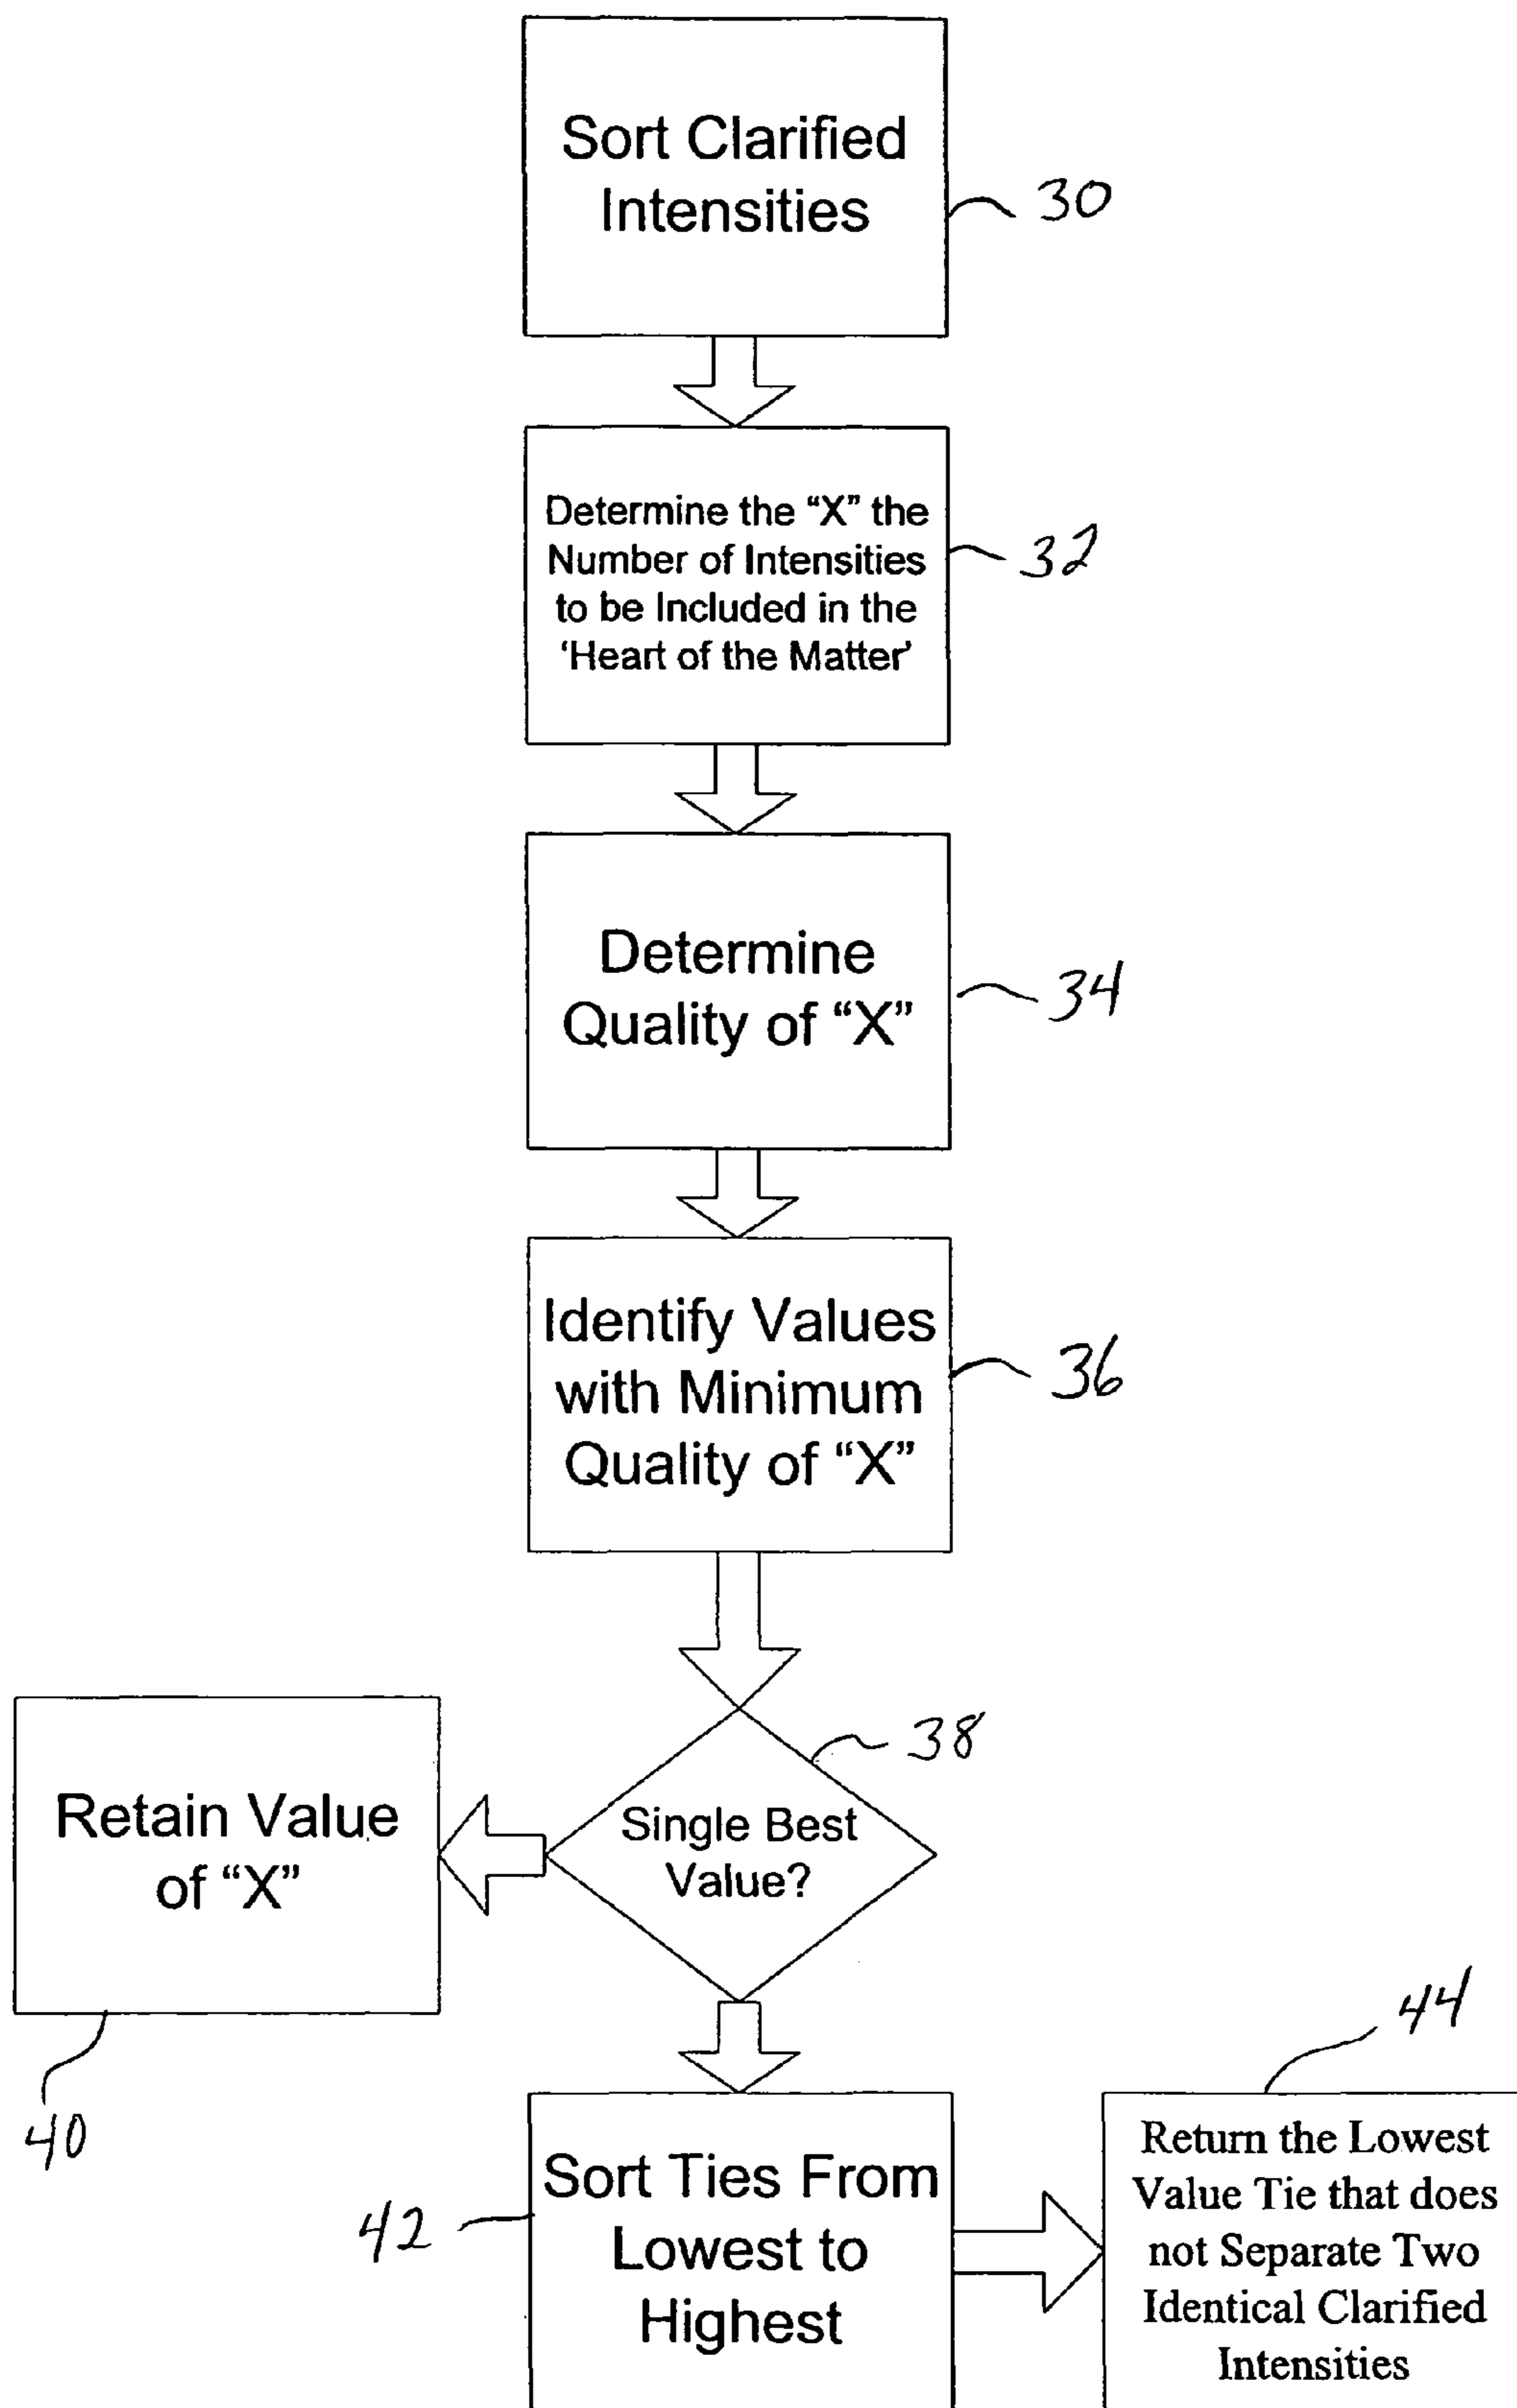 Sort Clarified
Intensities
30
Determine the “X” the
Number of Intensities
to be Included in the
‘Heart of the Matter’
32
Determine
Quality of “X”
34
Identify Values
with Minimum
Quality of “X”
36
38
Single Best
Value?
Retain Value
of “X”
40
Sort Ties From
Lowest to
Highest
42
44
Return the Lowest
Value Tie that does
not Separate Two
Identical Clarified
Intensities